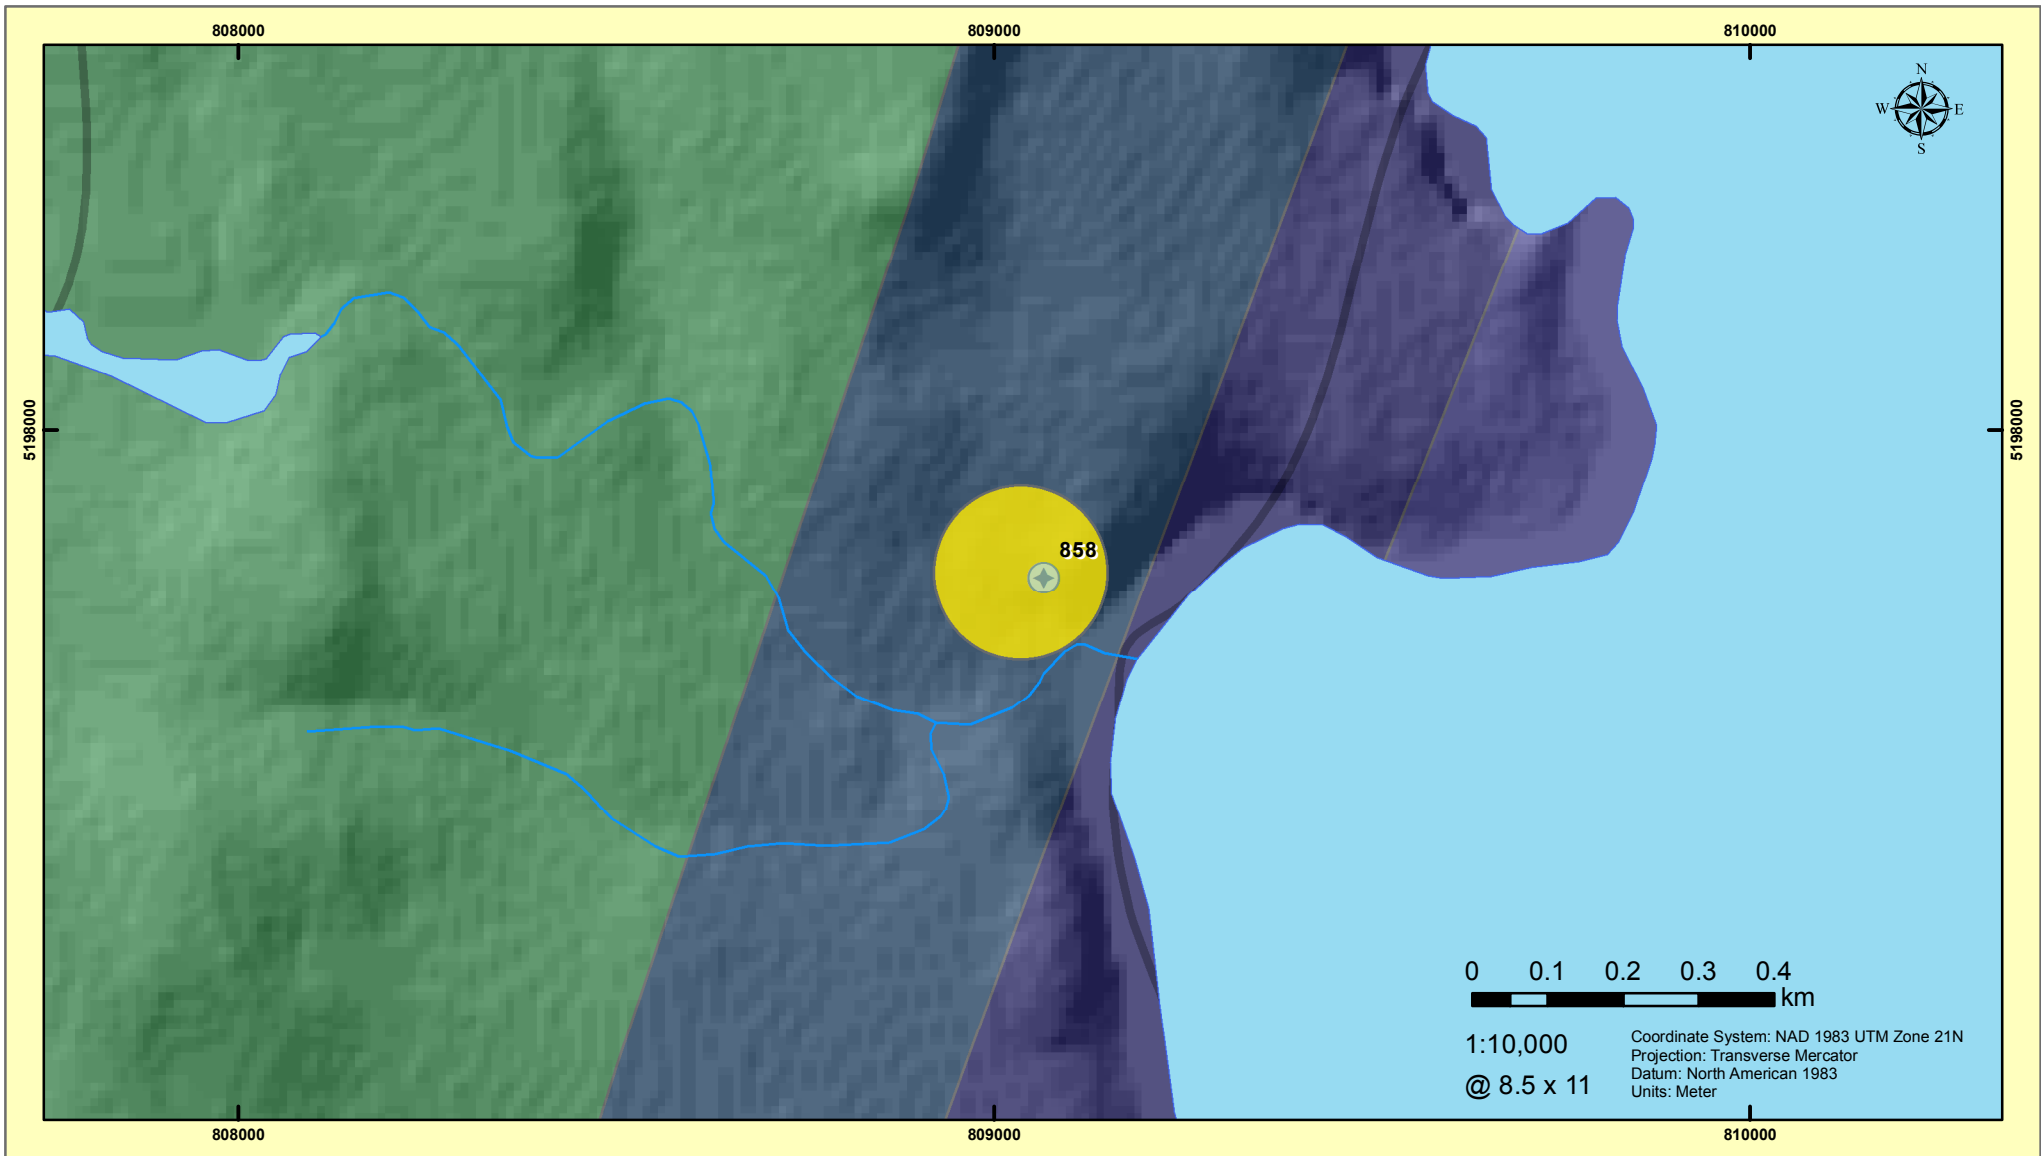 808000 809000 810000
N
W E
S
5198000 5198000
858
0 0.1 0.2 0.3 0.4
km
1:10,000
@ 8.5 x 11
Coordinate System: NAD 1983 UTM Zone 21N
Projection: Transverse Mercator
Datum: North American 1983
Units: Meter
808000 809000 810000